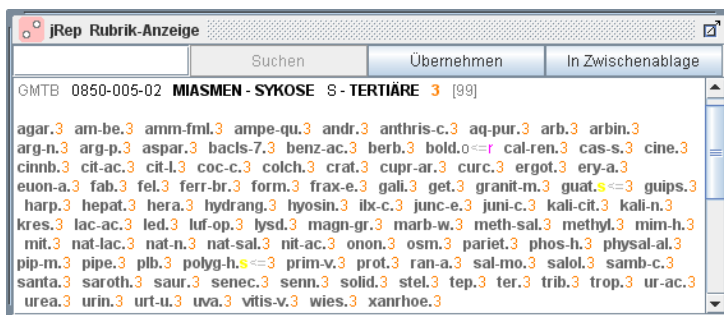 jRep Rubrik-Anzeige
Suchen Übernehmen In Zwischenablage
GMTB 0850-005-02 MIASMEN - SYKOSE S - TERTIÄRE 3 [99]
agar.3 am-be.3 amm-fml.3 ampe-qu.3 andr.3 anthris-c.3 aq-pur.3 arb.3 arbin.3
arg-n.3 arg-p.3 aspar.3 bacls-7.3 benz-ac.3 berb.3 bold.o<=r cal-ren.3 cas-s.3 cine.3
cinnb.3 cit-ac.3 cit-l.3 coc-c.3 colch.3 crat.3 cupr-ar.3 curc.3 ergot.3 ery-a.3
euon-a.3 fab.3 fel.3 ferr-br.3 form.3 frax-e.3 gali.3 get.3 granit-m.3 guat.s<=3 guips.3
harp.3 hepat.3 hera.3 hydrang.3 hyosin.3 ilx-c.3 junc-e.3 juni-c.3 kali-cit.3 kali-n.3
kres.3 lac-ac.3 led.3 luf-op.3 lysd.3 magn-gr.3 marb-w.3 meth-sal.3 methyl.3 mim-h.3
mit.3 nat-lac.3 nat-n.3 nat-sal.3 nit-ac.3 onon.3 osm.3 pariet.3 phos-h.3 physal-al.3
pip-m.3 pipe.3 plb.3 polyg-h.s<=3 prim-v.3 prot.3 ran-a.3 sal-mo.3 salol.3 samb-c.3
santa.3 saroth.3 saur.3 senec.3 senn.3 solid.3 stel.3 tep.3 ter.3 trib.3 trop.3 ur-ac.3
urea.3 urin.3 urt-u.3 uva.3 vitis-v.3 wies.3 xanrhoe.3